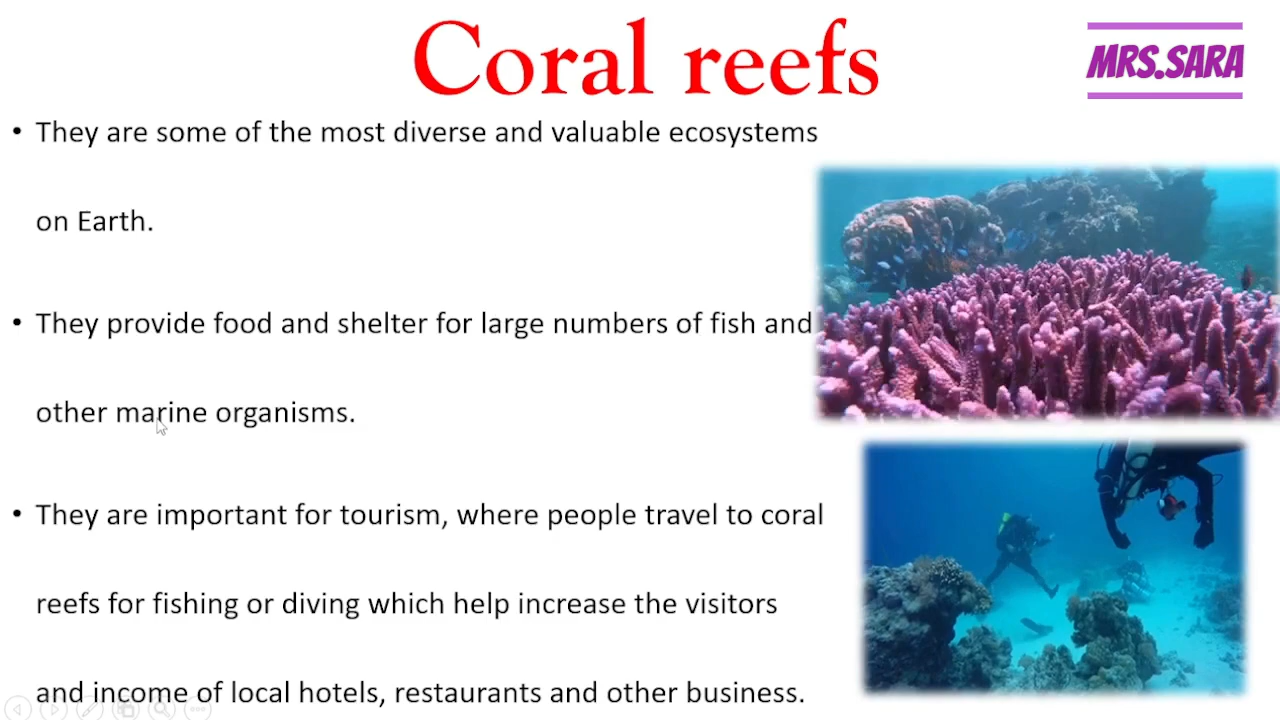 Coral reefs
MRS.SARA
• They are some of the most diverse and valuable ecosystems
on Earth.
• They provide food and shelter for large numbers of fish and
other marine organisms.
• They are important for tourism, where people travel to coral
reefs for fishing or diving which help increase the visitors
and income of local hotels, restaurants and other business.